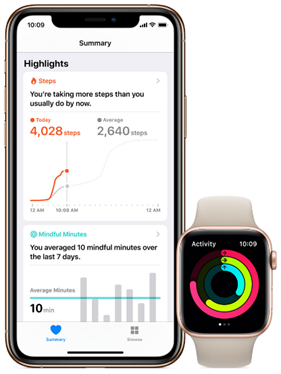 10:09
Summary
Highlights
Steps
You're taking more steps than you
usually do by now.
Today
Average
4,028 steps
2,640 steps
12 AM
10:09 AM
12 AM
Mindful Minutes
You averaged 10 mindful minutes over
the last 7 days.
Average Minutes
10 min
Summary
Browse
Activity
10:09